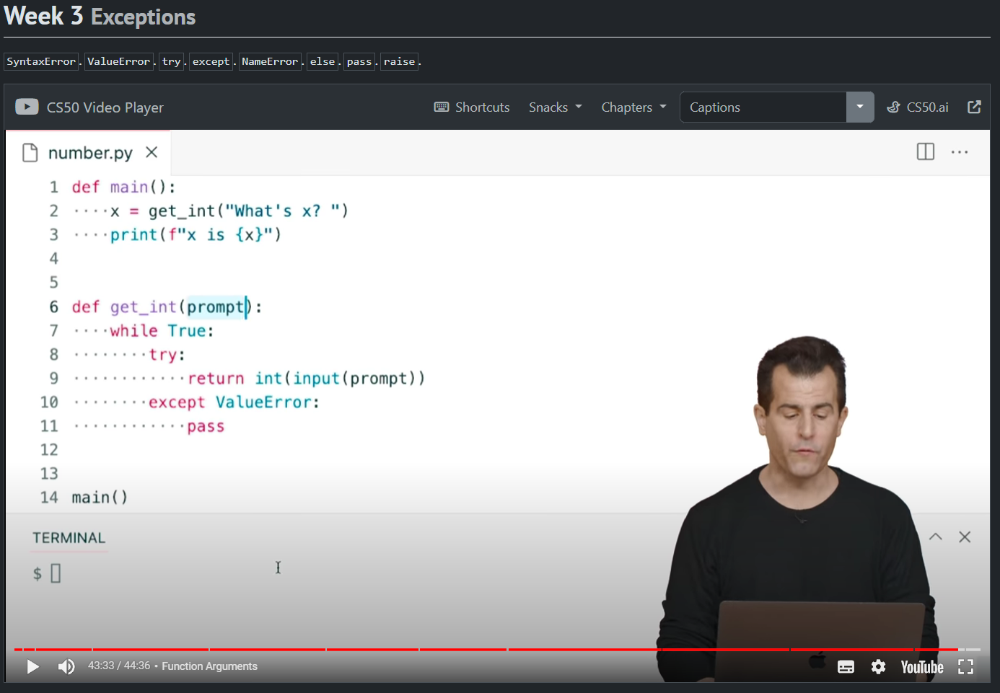 Week 3 Exceptions
SyntaxError. ValueError. try. except. NameError. else. pass. raise.
CS50 Video Player Shortcuts Snacks Chapters Captions CS50.ai
number.py
1 def main():
2 ····x = get_int("What's x? ")
3 ····print(f"x is {x}")
4
5
6 def get_int(prompt):
7 ····while True:
8 ········try:
9 ············return int(input(prompt))
10 ········except ValueError:
11 ············pass
12
13
14 main()
TERMINAL
$
43:33 / 44:36 • Function Arguments YouTube